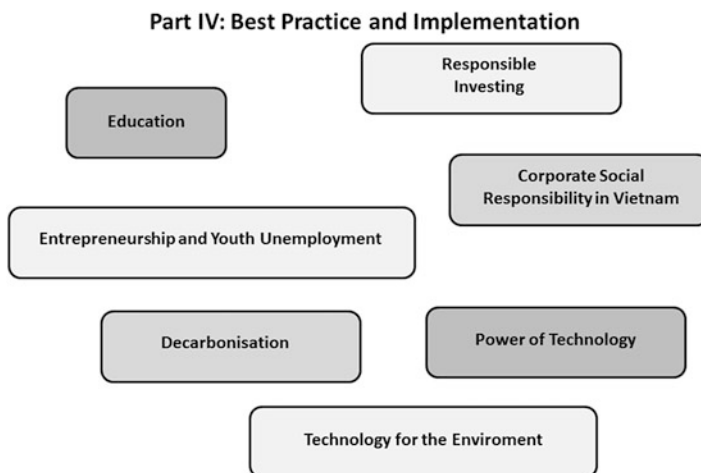 Part IV: Best Practice and Implementation
Responsible
Investing
Education
Corporate Social
Responsibility in Vietnam
Entrepreneurship and Youth Unemployment
Decarbonisation
Power of Technology
Technology for the Enviroment